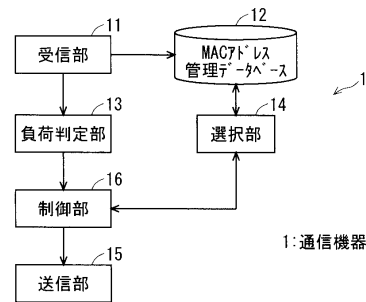 11
受信部
12
MACアドレス
管理データベース
13
負荷判定部
14
選択部
1
16
制御部
15
送信部
1:通信機器